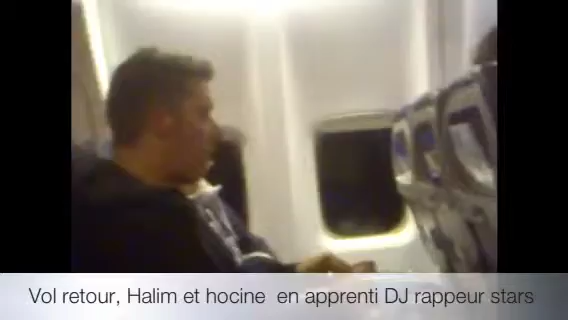 Vol retour, Halim et hocine  en apprenti DJ rappeur stars